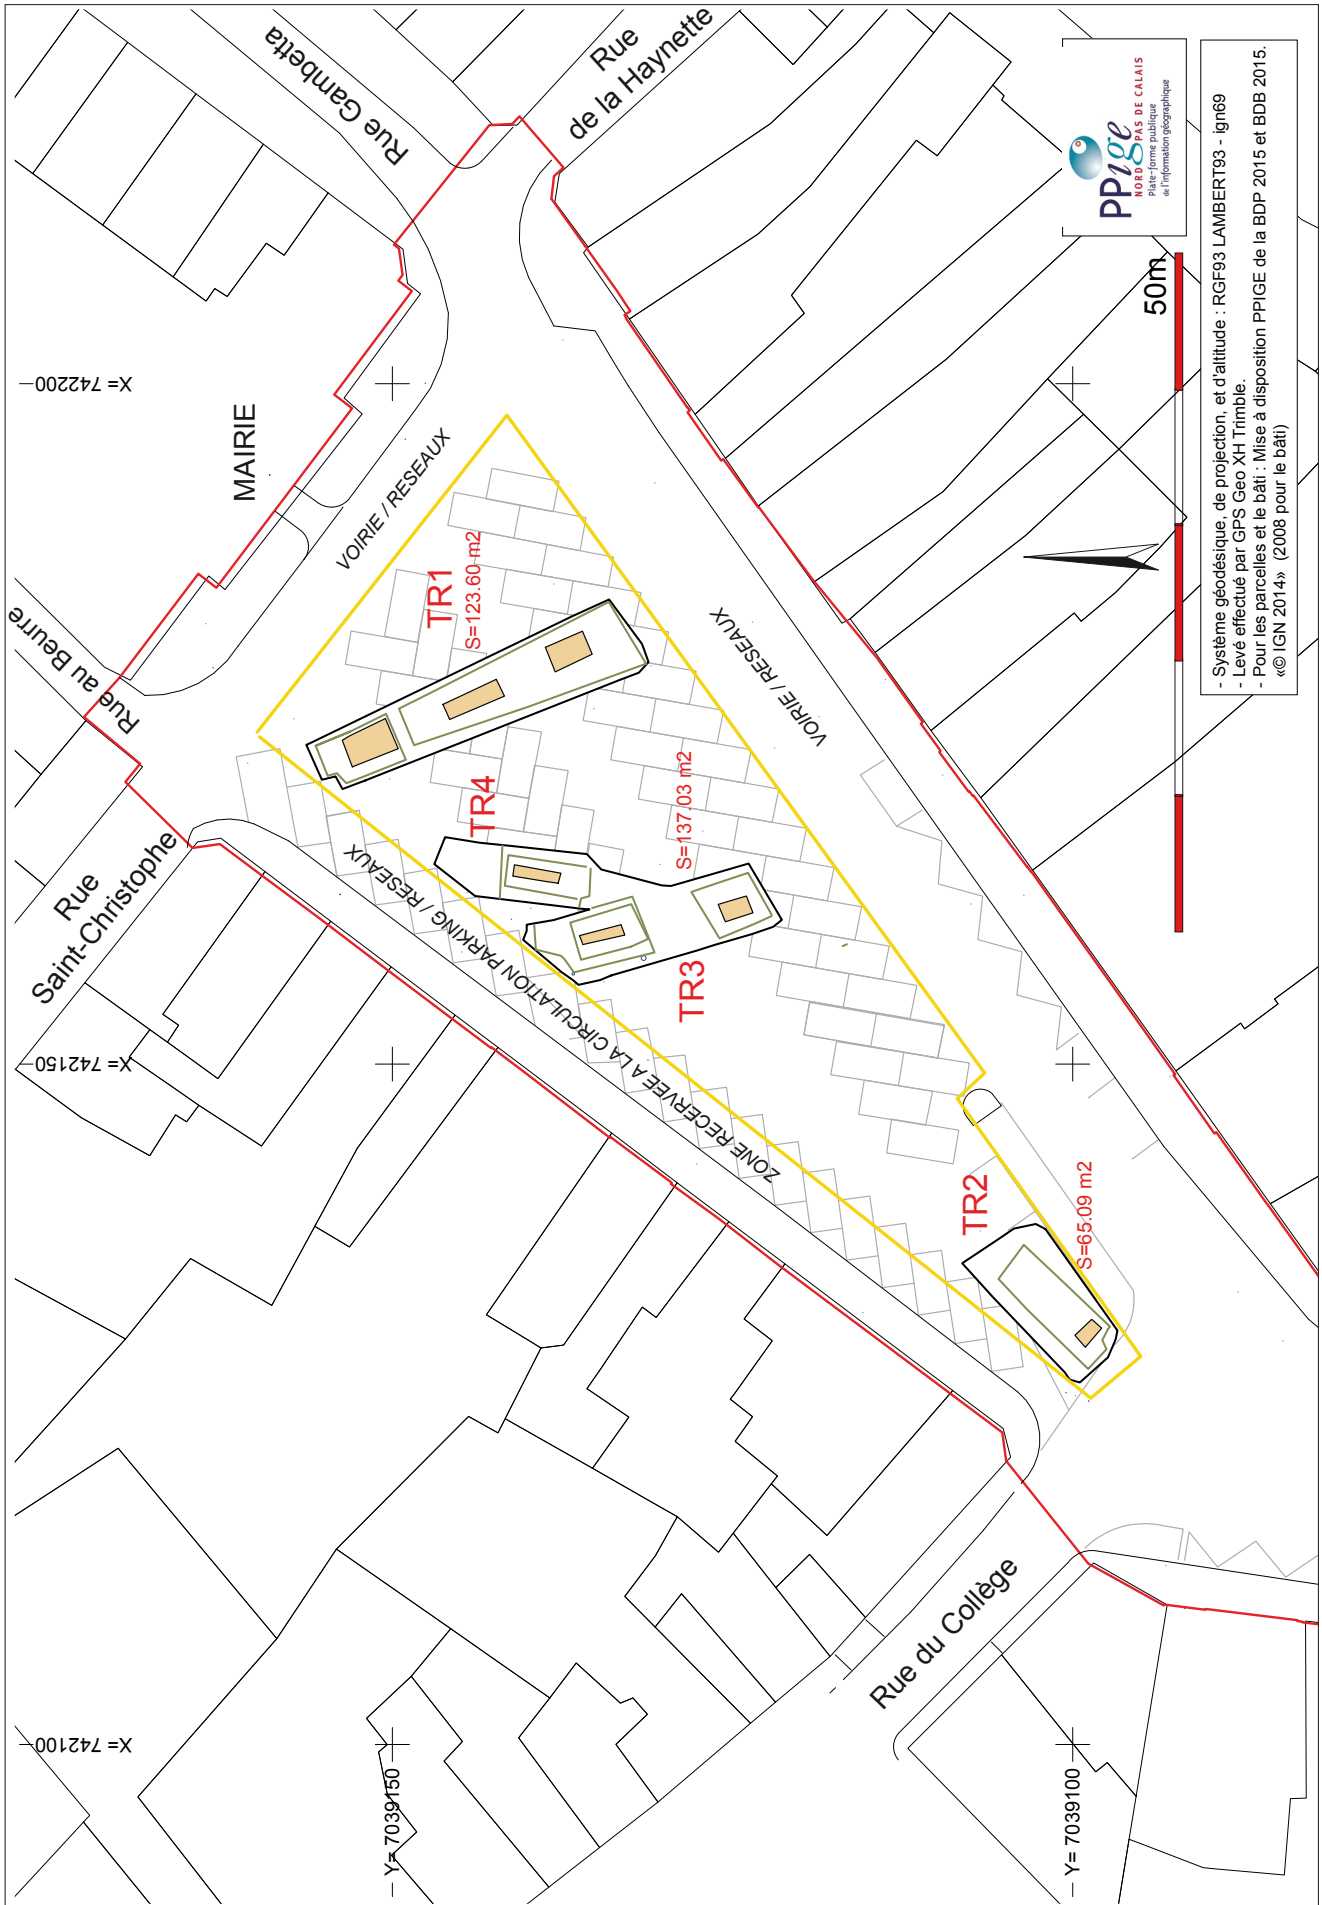 Rue Gambetta
Rue
de la Haynette
X= 742200
MAIRIE
VOIRIE / RESEAUX
Rue au Beurre
TR1
S=123.60 m2
VOIRIE / RESEAUX
TR4
S=137.03 m2
TR3
Rue
Saint-Christophe
ZONE RECERVEE A LA CIRCULATION PARKING / RESEAUX
X= 742150
TR2
S=65.09 m2
Rue du Collège
X= 742100
Y= 7039150
Y= 7039100
50m
PPige
NORD PAS DE CALAIS
Plate-forme publique
de l'information géographique
- Système géodésique, de projection, et d'altitude : RGF93 LAMBERT93 - ign69
- Levé effectué par GPS Geo XH Trimble.
- Pour les parcelles et le bâti : Mise à disposition PPIGE de la BDP 2015 et BDB 2015.
«© IGN 2014» (2008 pour le bâti)